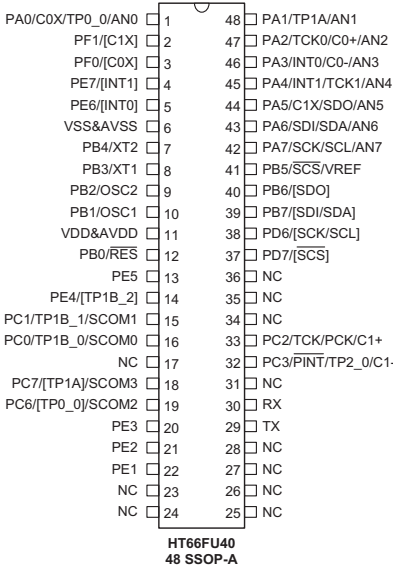 PA0/C0X/TP0_0/AN0 1 48 PA1/TP1A/AN1
PF1/[C1X] 2 47 PA2/TCK0/C0+/AN2
PF0/[C0X] 3 46 PA3/INT0/C0-/AN3
PE7/[INT1] 4 45 PA4/INT1/TCK1/AN4
PE6/[INT0] 5 44 PA5/C1X/SDO/AN5
VSS&AVSS 6 43 PA6/SDI/SDA/AN6
PB4/XT2 7 42 PA7/SCK/SCL/AN7
PB3/XT1 8 41 PB5/SCS/VREF
PB2/OSC2 9 40 PB6/[SDO]
PB1/OSC1 10 39 PB7/[SDI/SDA]
VDD&AVDD 11 38 PD6/[SCK/SCL]
PB0/RES 12 37 PD7/[SCS]
PE5 13 36 NC
PE4/[TP1B_2] 14 35 NC
PC1/TP1B_1/SCOM1 15 34 NC
PC0/TP1B_0/SCOM0 16 33 PC2/TCK/PCK/C1+
NC 17 32 PC3/PINT/TP2_0/C1-
PC7/[TP1A]/SCOM3 18 31 NC
PC6/[TP0_0]/SCOM2 19 30 RX
PE3 20 29 TX
PE2 21 28 NC
PE1 22 27 NC
NC 23 26 NC
NC 24 25 NC
HT66FU40
48 SSOP-A